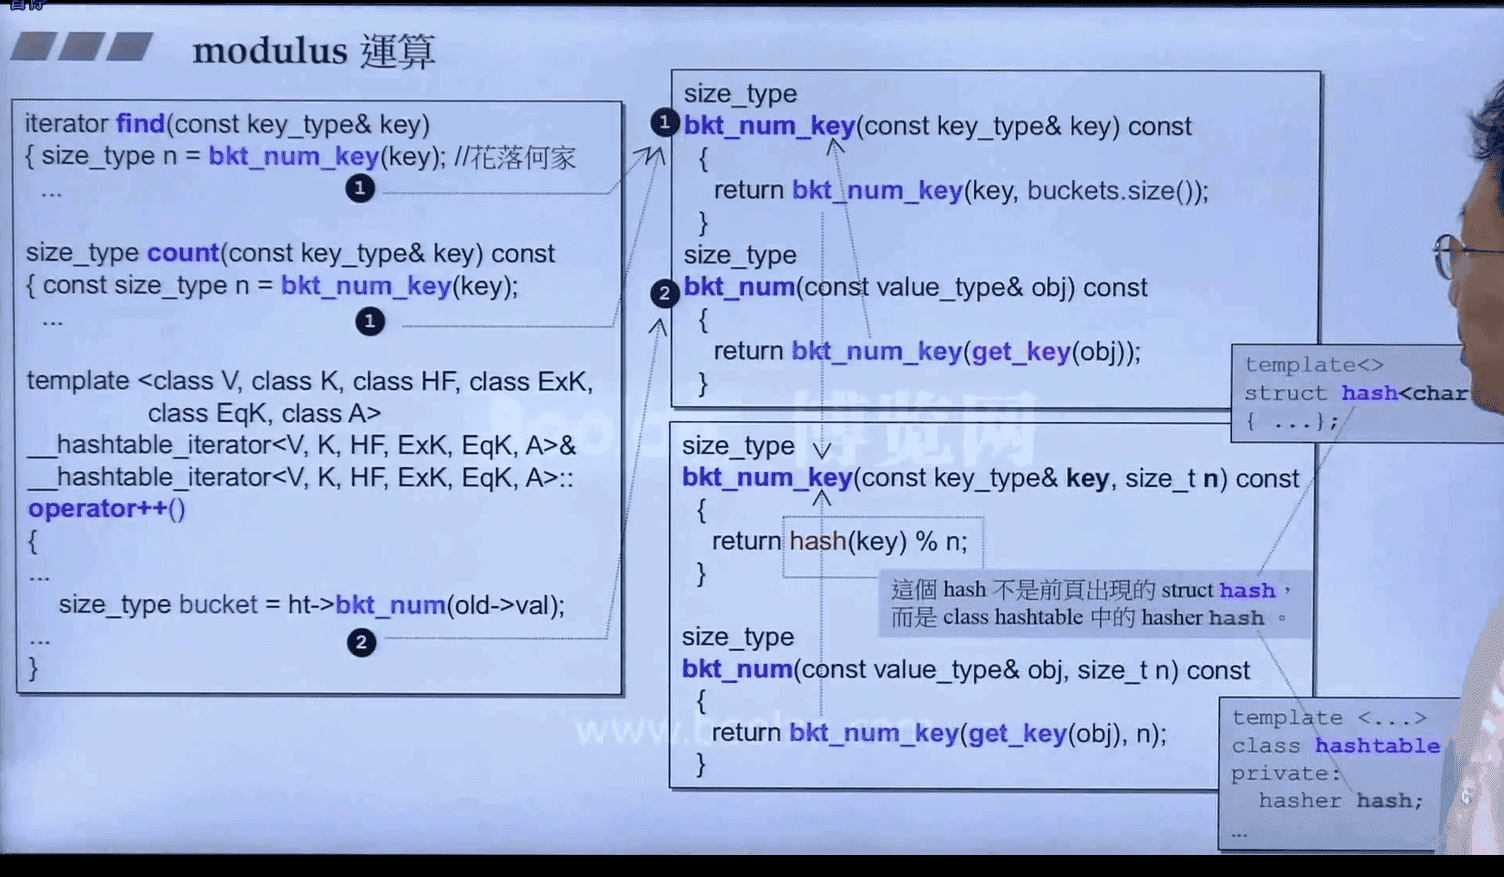 暫停
modulus 運算
iterator find(const key_type& key)
{ size_type n = bkt_num_key(key); //花落何家
1
...
size_type count(const key_type& key) const
{ const size_type n = bkt_num_key(key);
1
...
template <class V, class K, class HF, class ExK,
class EqK, class A>
__hashtable_iterator<V, K, HF, ExK, EqK, A>&
__hashtable_iterator<V, K, HF, ExK, EqK, A>::
operator++()
{
...
size_type bucket = ht->bkt_num(old->val);
2
...
}
size_type
1 bkt_num_key(const key_type& key) const
{
return bkt_num_key(key, buckets.size());
}
size_type
2 bkt_num(const value_type& obj) const
{
return bkt_num_key(get_key(obj));
}
size_type
bkt_num_key(const key_type& key, size_t n) const
{
return hash(key) % n;
}
size_type
bkt_num(const value_type& obj, size_t n) const
{
return bkt_num_key(get_key(obj), n);
}
template<>
struct hash<char
{ ...};
這個 hash 不是前頁出現的 struct hash，
而是 class hashtable 中的 hasher hash 。
template <...>
class hashtable
private:
hasher hash;
...
博览网